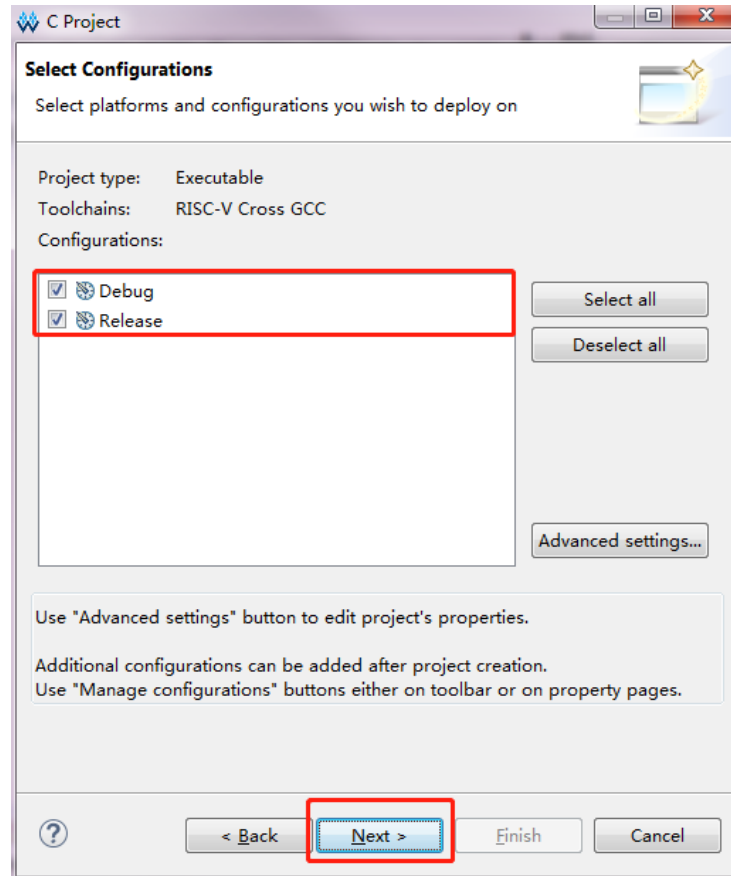 C Project
Select Configurations
Select platforms and configurations you wish to deploy on
Project type: Executable
Toolchains: RISC-V Cross GCC
Configurations:
Debug
Release
Select all
Deselect all
Advanced settings...
Use "Advanced settings" button to edit project's properties.
Additional configurations can be added after project creation.
Use "Manage configurations" buttons either on toolbar or on property pages.
? < Back Next > Finish Cancel